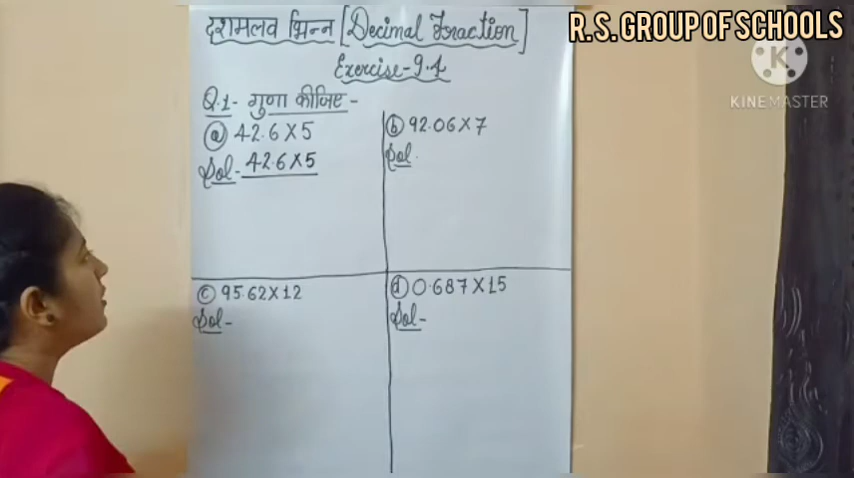 दशमलव भिन्न [Decimal Fraction]
R.S. GROUP OF SCHOOLS
Exercise-9.4
K
KINEMASTER
Q.1- गुणा कीजिए -
(a) 42.6 X 5
Sol- 42.6 X 5
(b) 92.06 X 7
Sol.
(c) 95.62 X 12
Sol-
(d) 0.687 X 15
Sol-